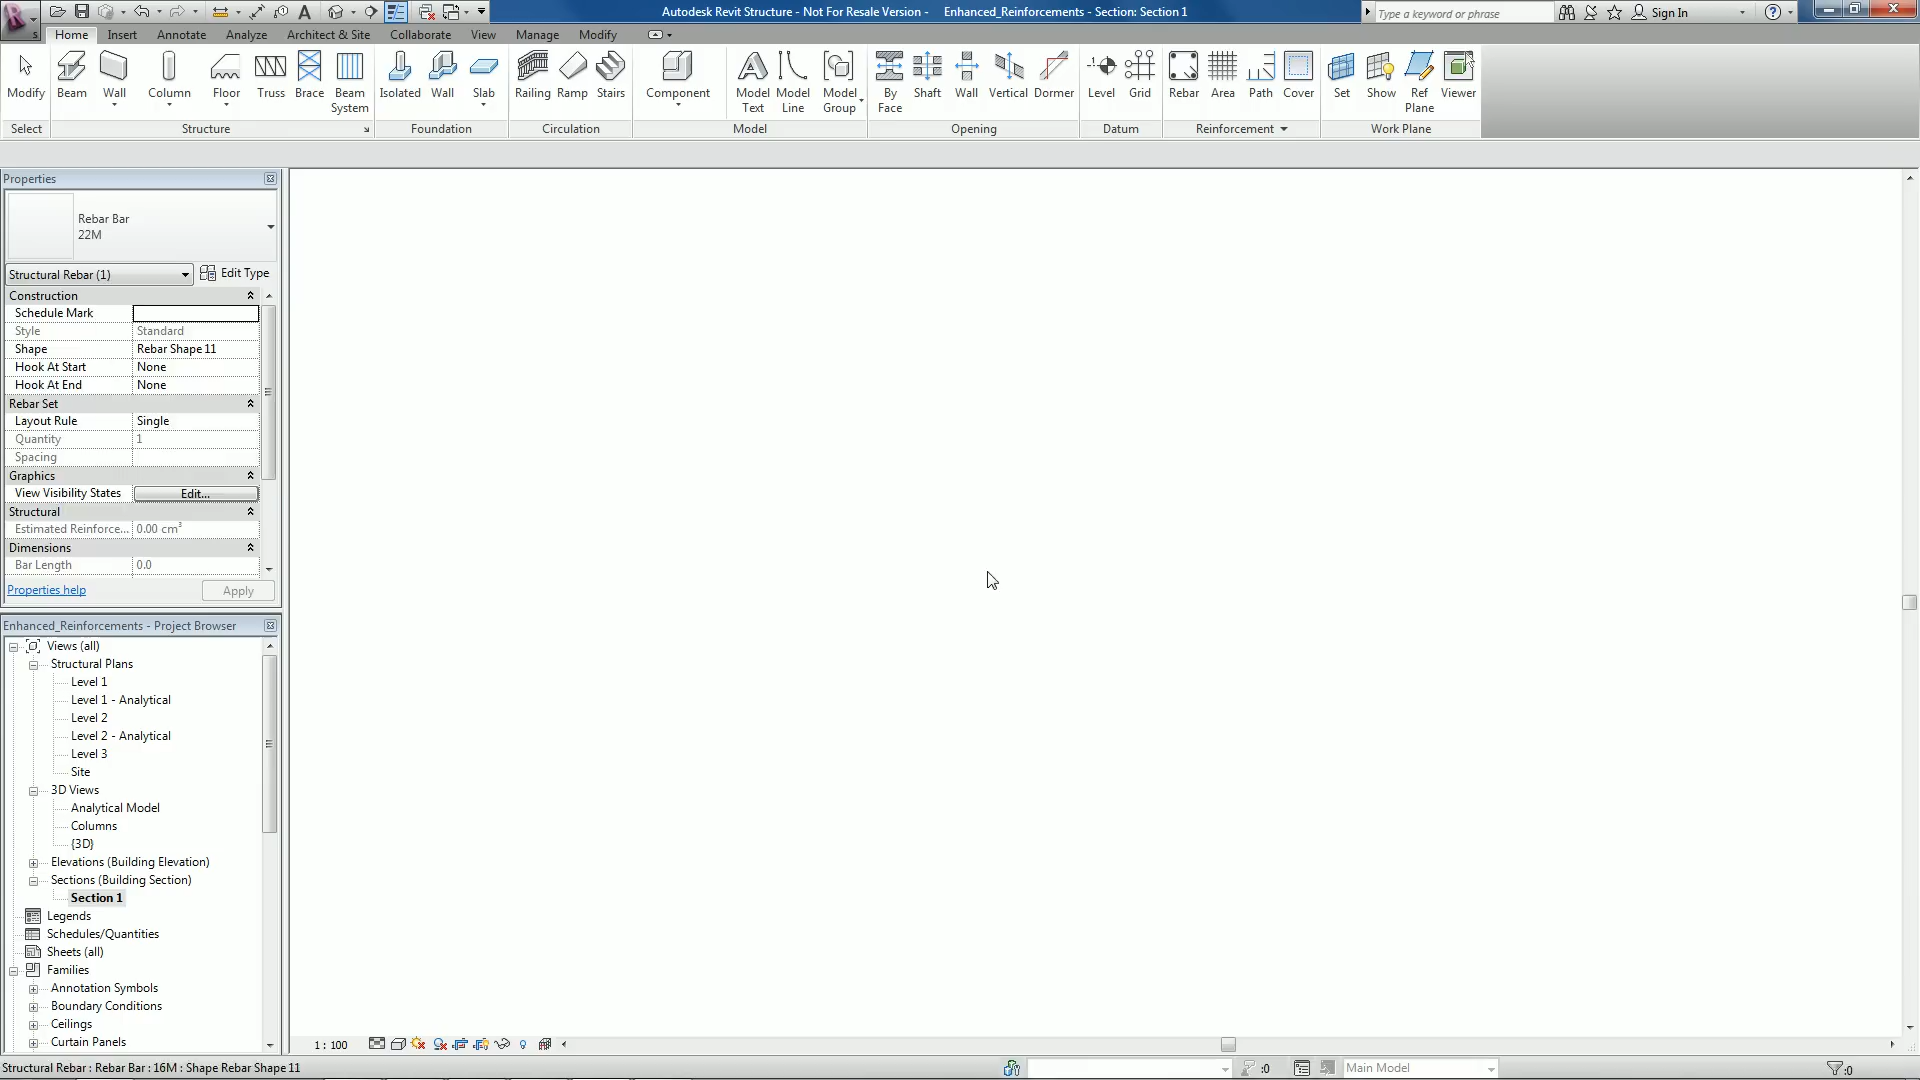 Autodesk Revit Structure - Not For Resale Version -    Enhanced_Reinforcements - Section: Section 1
Type a keyword or phrase
Sign In
Home
Insert
Annotate
Analyze
Architect & Site
Collaborate
View
Manage
Modify
Modify
Beam
Wall
Column
Floor
Truss
Brace
Beam System
Isolated
Wall
Slab
Railing
Ramp
Stairs
Component
Model Text
Model Line
Model Group
By Face
Shaft
Wall
Vertical
Dormer
Level
Grid
Rebar
Area
Path
Cover
Set
Show
Ref Plane
Viewer
Select
Structure
Foundation
Circulation
Model
Opening
Datum
Reinforcement
Work Plane
Properties
Rebar Bar
22M
Structural Rebar (1)
Edit Type
Construction
Schedule Mark
Style Standard
Shape Rebar Shape 11
Hook At Start None
Hook At End None
Rebar Set
Layout Rule Single
Quantity 1
Spacing
Graphics
View Visibility States Edit...
Structural
Estimated Reinforce... 0.00 cm³
Dimensions
Bar Length 0.0
Properties help
Apply
Enhanced_Reinforcements - Project Browser
Views (all)
Structural Plans
Level 1
Level 1 - Analytical
Level 2
Level 2 - Analytical
Level 3
Site
3D Views
Analytical Model
Columns
{3D}
Elevations (Building Elevation)
Sections (Building Section)
Section 1
Legends
Schedules/Quantities
Sheets (all)
Families
Annotation Symbols
Boundary Conditions
Ceilings
Curtain Panels
1 : 100
Structural Rebar : Rebar Bar : 16M : Shape Rebar Shape 11
:0
Main Model
:0